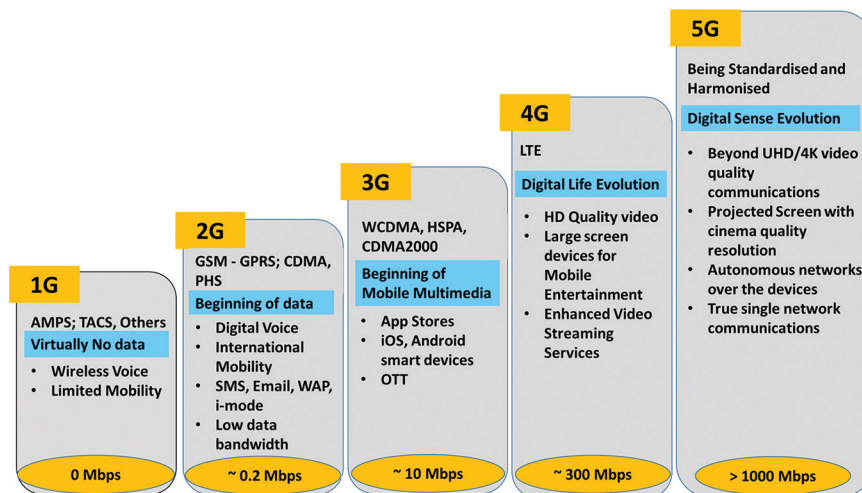 1G
AMPS; TACS, Others
Virtually No data
• Wireless Voice
• Limited Mobility
0 Mbps
2G
GSM - GPRS; CDMA,
PHS
Beginning of data
• Digital Voice
• International
Mobility
• SMS, Email, WAP,
i-mode
• Low data
bandwidth
~ 0.2 Mbps
3G
WCDMA, HSPA,
CDMA2000
Beginning of
Mobile Multimedia
• App Stores
• iOS, Android
smart devices
• OTT
~ 10 Mbps
4G
LTE
Digital Life Evolution
• HD Quality video
• Large screen
devices for
Mobile
Entertainment
• Enhanced Video
Streaming
Services
~ 300 Mbps
5G
Being Standardised and
Harmonised
Digital Sense Evolution
• Beyond UHD/4K video
quality
communications
• Projected Screen with
cinema quality
resolution
• Autonomous networks
over the devices
• True single network
communications
> 1000 Mbps